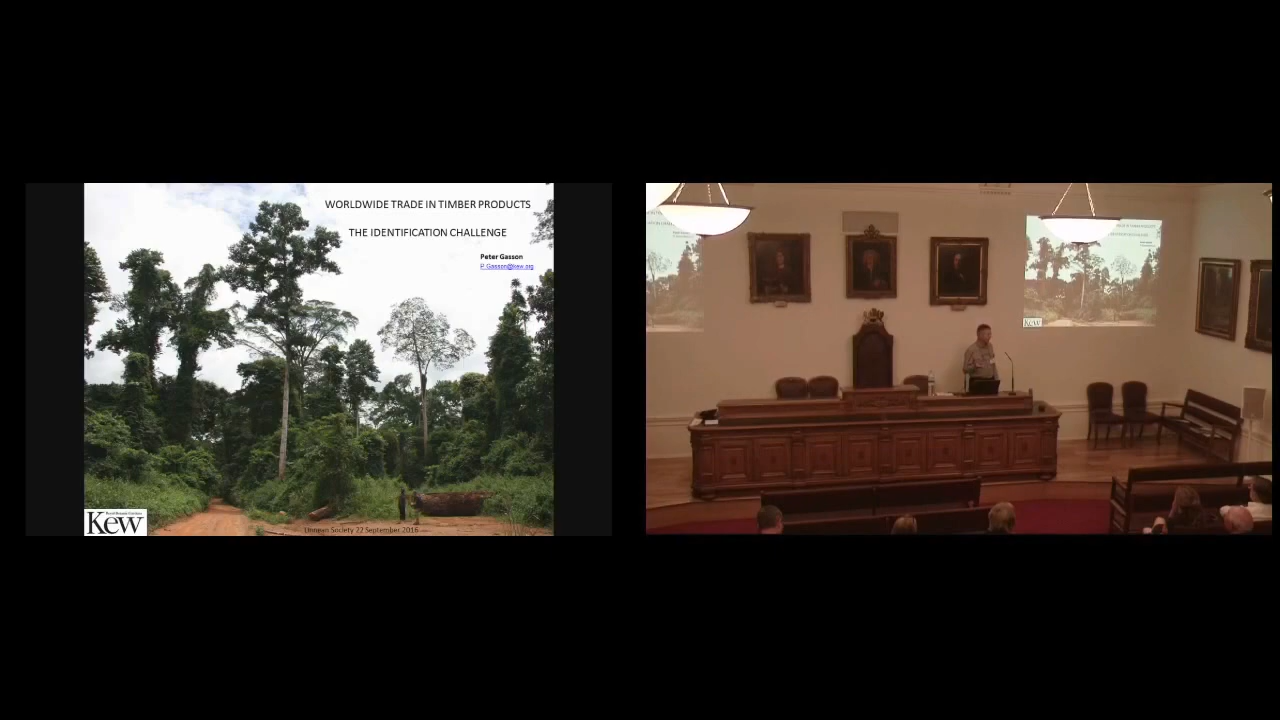 WORLDWIDE TRADE IN TIMBER PRODUCTS
THE IDENTIFICATION CHALLENGE
Peter Gasson
P.Gasson@kew.org
Kew
Linnean Society 22 September 2016
Kew